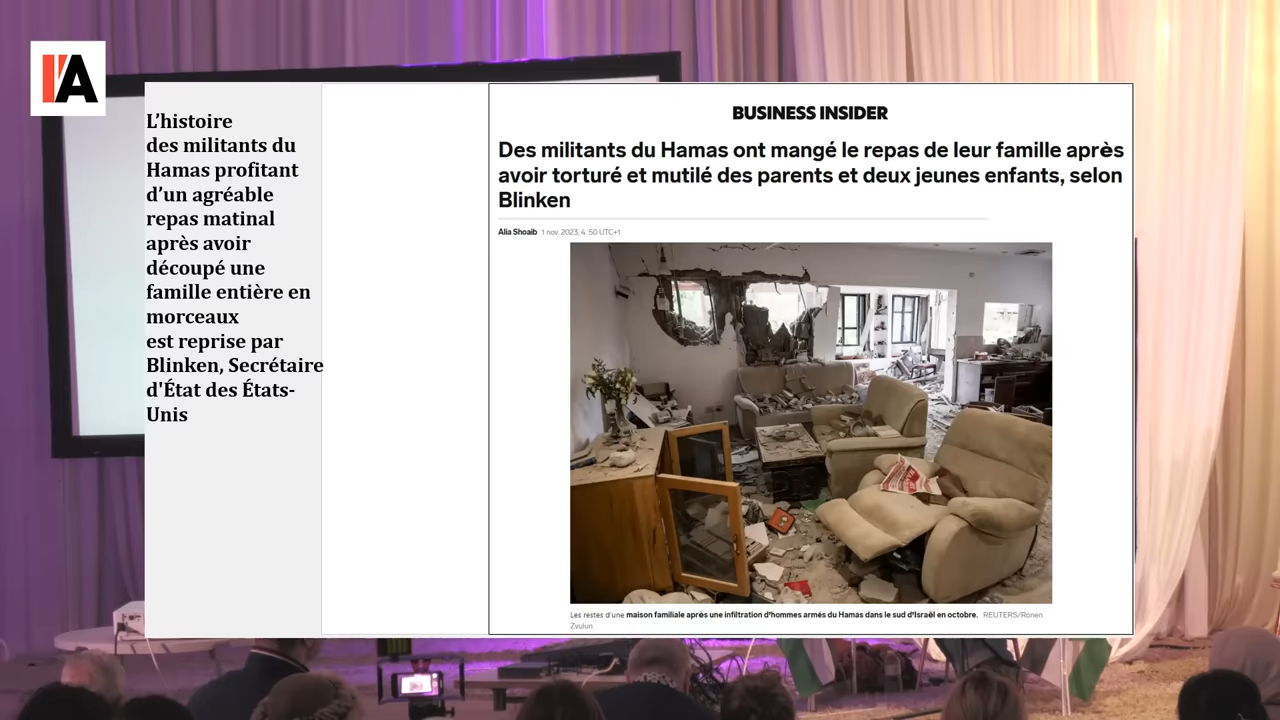 I'A
L'histoire
des militants du
Hamas profitant
d'un agréable
repas matinal
après avoir
découpé une
famille entière en
morceaux
est reprise par
Blinken, Secrétaire
d'État des États-
Unis
BUSINESS INSIDER
Des militants du Hamas ont mangé le repas de leur famille après
avoir torturé et mutilé des parents et deux jeunes enfants, selon
Blinken
Alia Shoaib 1 nov. 2023, 4 :50 UTC+1
Les restes d'une maison familiale après une infiltration d'hommes armés du Hamas dans le sud d'Israël en octobre. REUTERS/Ronen
Zvulun